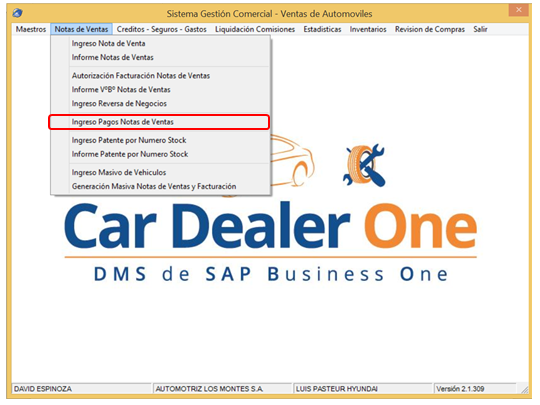 Sistema Gestión Comercial - Ventas de Automoviles
Maestros Notas de Ventas Creditos - Seguros - Gastos Liquidación Comisiones Estadisticas Inventarios Revision de Compras Salir
Ingreso Nota de Venta
Informe Notas de Ventas
Autorización Facturación Notas de Ventas
Informe VºBº Notas de Ventas
Ingreso Reversa de Negocios
Ingreso Pagos Notas de Ventas
Ingreso Patente por Numero Stock
Informe Patente por Numero Stock
Ingreso Masivo de Vehiculos
Generación Masiva Notas de Ventas y Facturación
Car Dealer One
DMS de SAP Business One
DAVID ESPINOZA AUTOMOTRIZ LOS MONTES S.A. LUIS PASTEUR HYUNDAI Versión 2.1.309